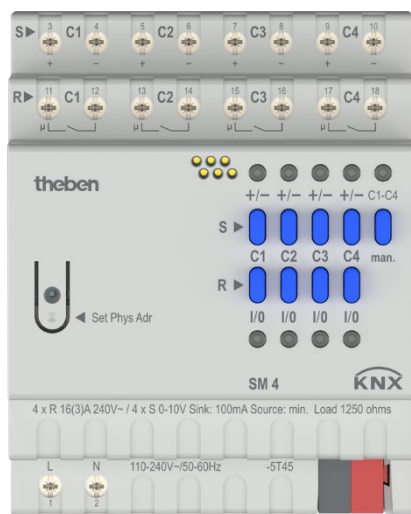 3 4 5 6 7 8 9 10
S▶ C1 C2 C3 C4
+ − + − + − + −
11 12 13 14 15 16 17 18
R▶ C1 C2 C3 C4
µ µ µ µ
theben
+/− +/− +/− +/− C1-C4
S ▶
C1 C2 C3 C4 man.
R ▶
I/0 I/0 I/0 I/0
◀ Set Phys Adr
SM 4 KNX
4 x R 16(3)A 240V~ / 4 x S 0-10V Sink: 100mA Source: min. Load 1250 ohms
L N 110-240V~/50-60Hz -5T45
1 2